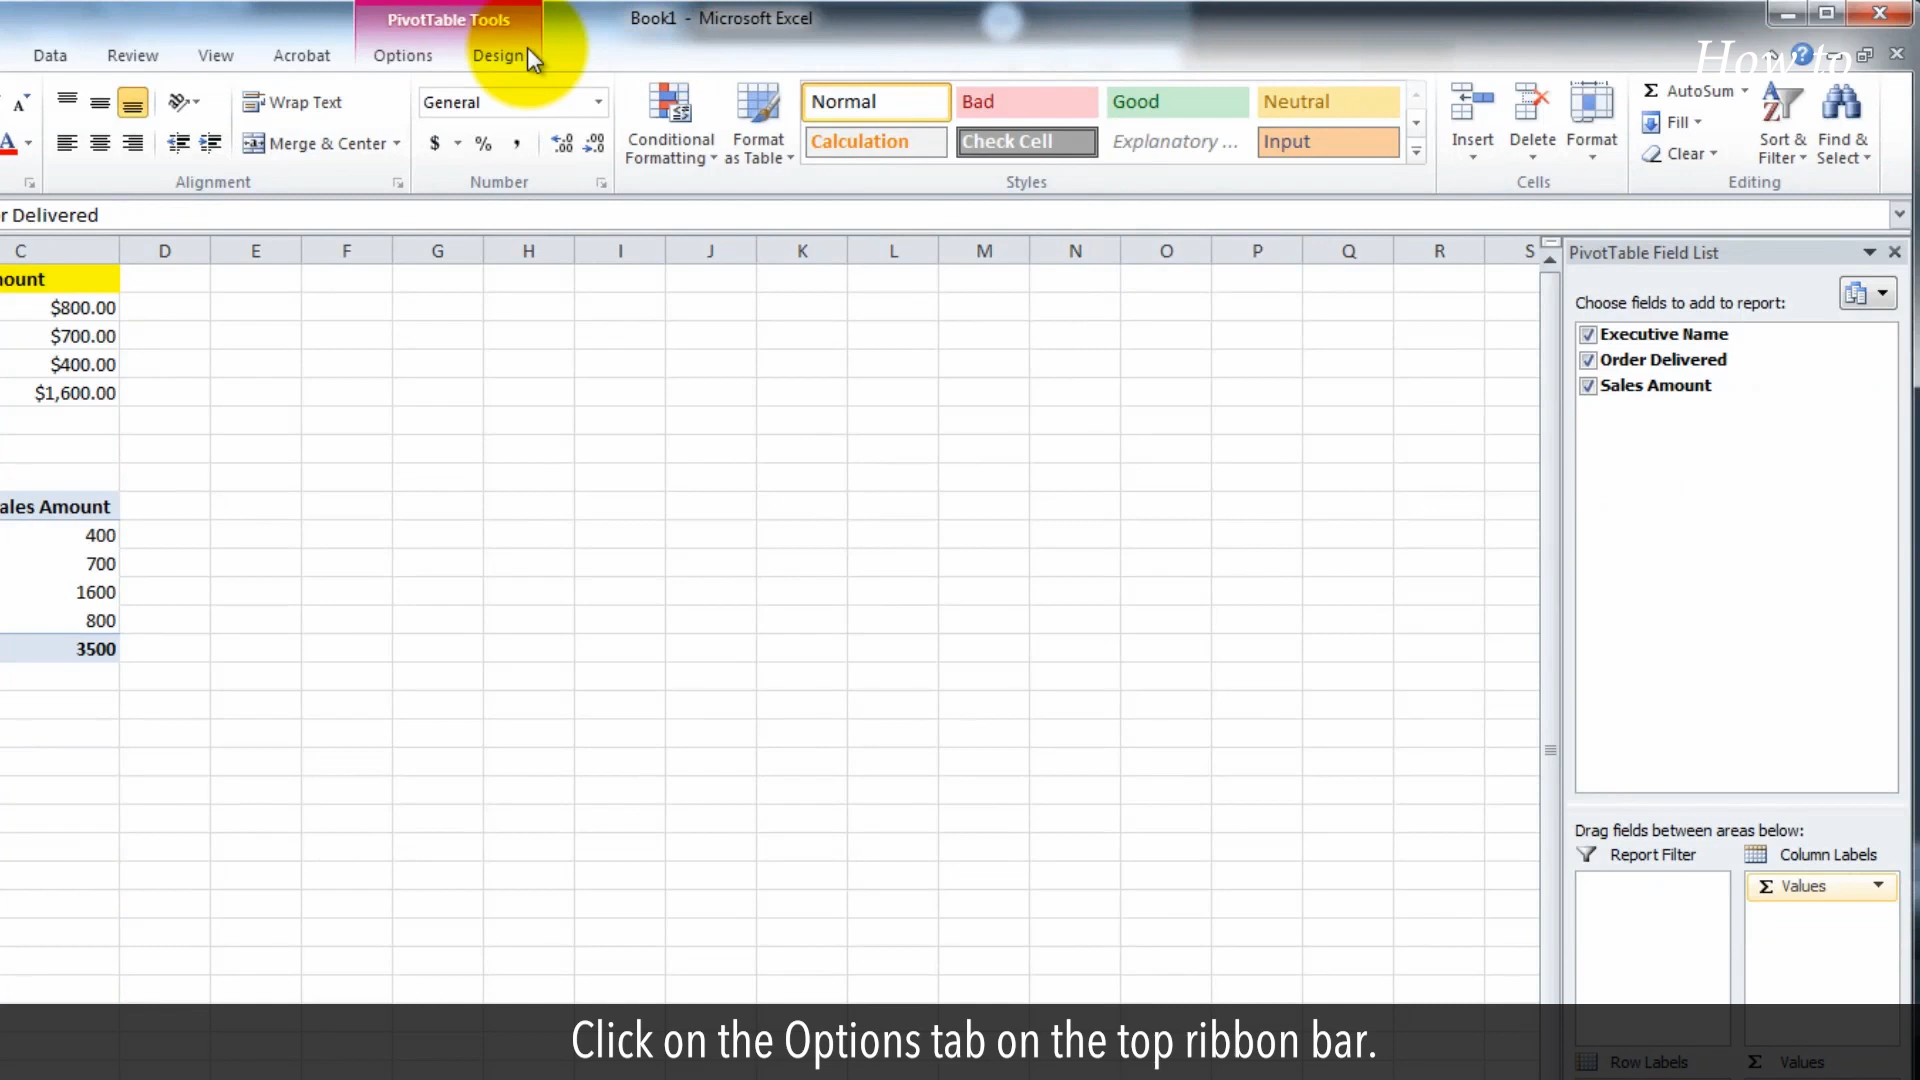 PivotTable Tools
Book1 - Microsoft Excel
Data Review View Acrobat Options Design
How to
Wrap Text
General
Merge & Center
$ % ,
Conditional Formatting
Format as Table
Normal Bad Good Neutral
Calculation Check Cell Explanatory ... Input
Insert Delete Format
Σ AutoSum
Fill
Clear
Sort & Filter
Find & Select
Alignment Number Styles Cells Editing
r Delivered
C D E F G H I J K L M N O P Q R S
ount
$800.00
$700.00
$400.00
$1,600.00
ales Amount
400
700
1600
800
3500
PivotTable Field List
Choose fields to add to report:
Executive Name
Order Delivered
Sales Amount
Drag fields between areas below:
Report Filter Column Labels
Σ Values
Row Labels Σ Values
Click on the Options tab on the top ribbon bar.